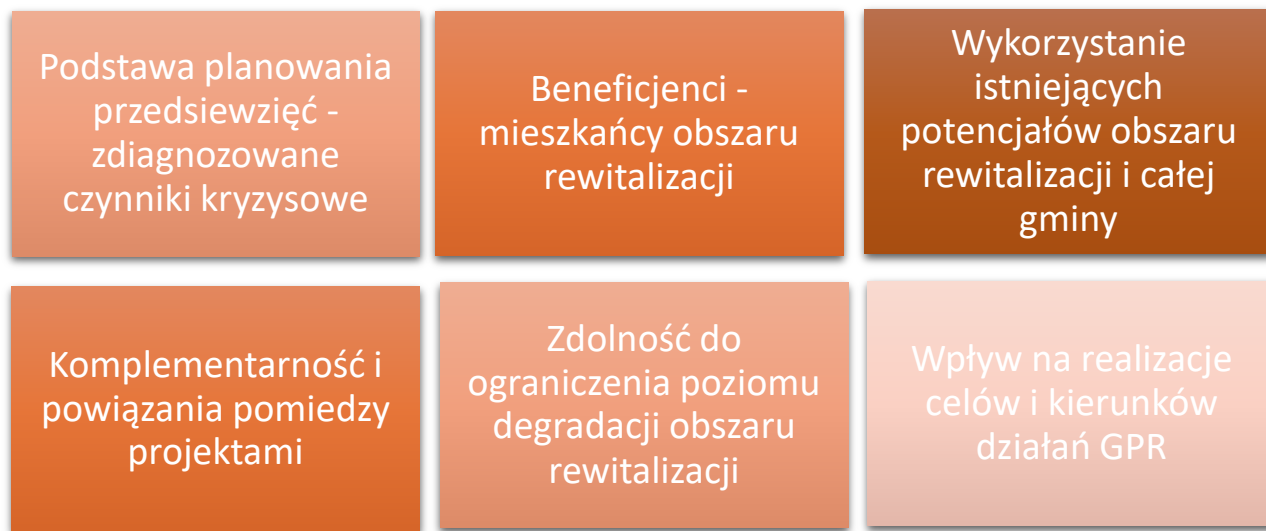 Podstawa planowania
przedsiewzięć -
zdiagnozowane
czynniki kryzysowe
Beneficjenci -
mieszkańcy obszaru
rewitalizacji
Wykorzystanie
istniejących
potencjałów obszaru
rewitalizacji i całej
gminy
Komplementarność i
powiązania pomiedzy
projektami
Zdolność do
ograniczenia poziomu
degradacji obszaru
rewitalizacji
Wpływ na realizacje
celów i kierunków
działań GPR